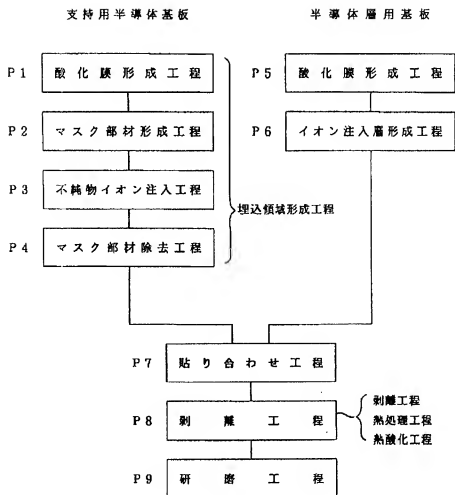 支持用半導体基板
半導体層用基板
P1 酸化膜形成工程
P5 酸化膜形成工程
P2 マスク部材形成工程
P6 イオン注入層形成工程
P3 不純物イオン注入工程
埋込領域形成工程
P4 マスク部材除去工程
P7 貼り合わせ工程
P8 剥離工程
剥離工程
熱処理工程
熱酸化工程
P9 研磨工程